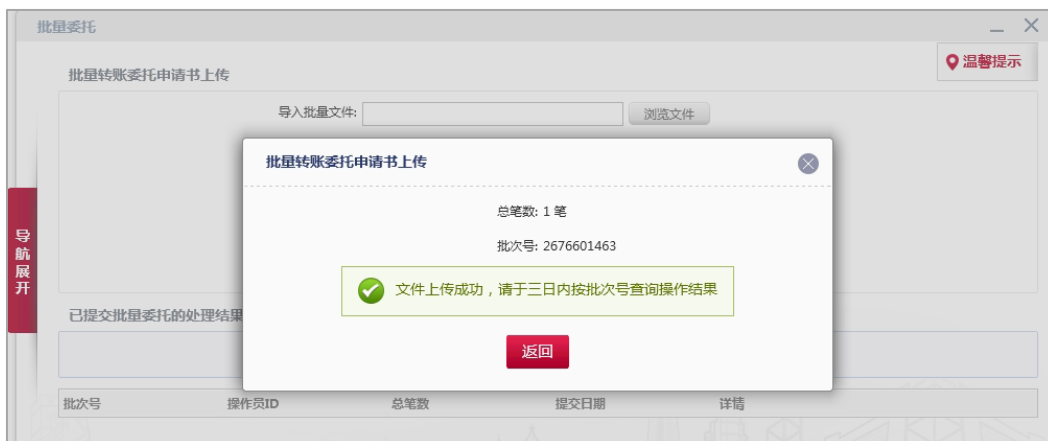 批量委托
温馨提示
批量转账委托申请书上传
导入批量文件:
浏览文件
批量转账委托申请书上传
总笔数: 1 笔
批次号: 2676601463
文件上传成功，请于三日内按批次号查询操作结果
返回
导航展开
已提交批量委托的处理结果
批次号 操作员ID 总笔数 提交日期 详情